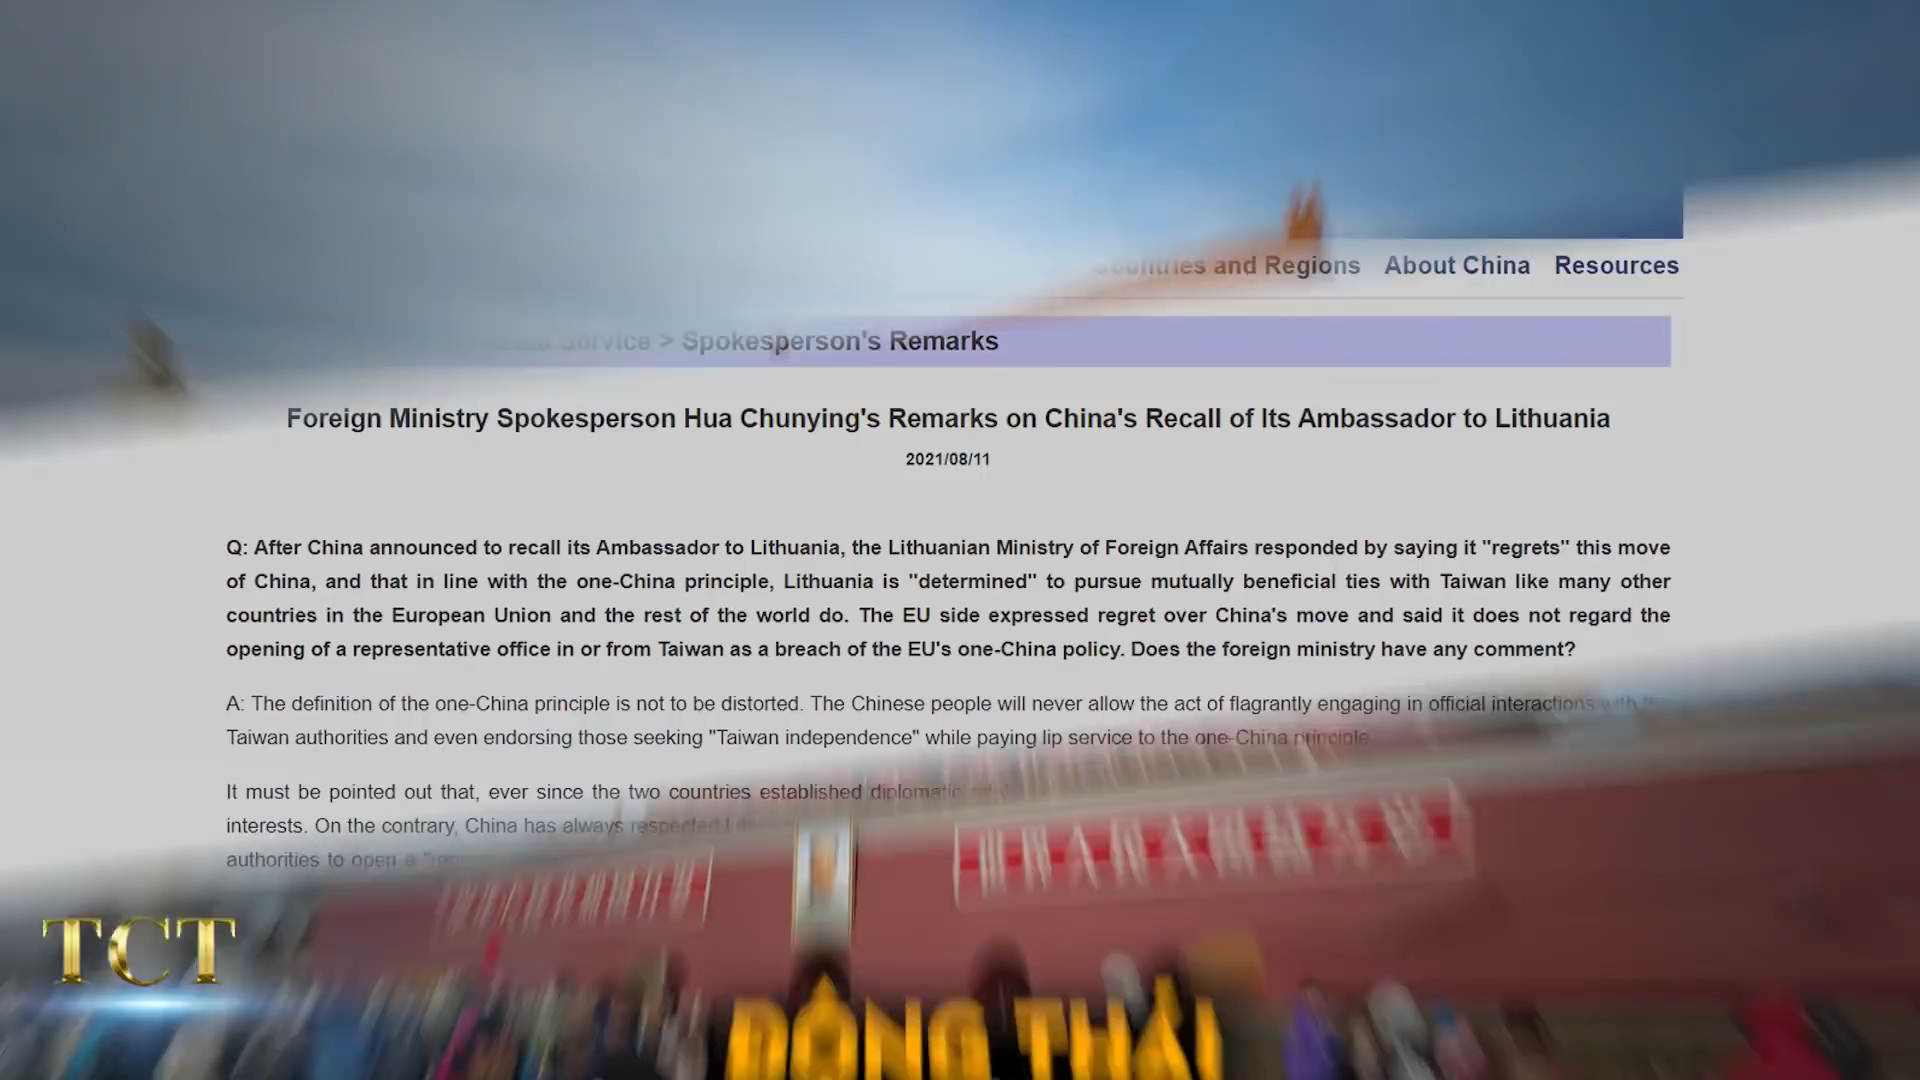 Countries and Regions About China Resources
Service > Spokesperson's Remarks
Foreign Ministry Spokesperson Hua Chunying's Remarks on China's Recall of Its Ambassador to Lithuania
2021/08/11
Q: After China announced to recall its Ambassador to Lithuania, the Lithuanian Ministry of Foreign Affairs responded by saying it "regrets" this move
of China, and that in line with the one-China principle, Lithuania is "determined" to pursue mutually beneficial ties with Taiwan like many other
countries in the European Union and the rest of the world do. The EU side expressed regret over China's move and said it does not regard the
opening of a representative office in or from Taiwan as a breach of the EU's one-China policy. Does the foreign ministry have any comment?
A: The definition of the one-China principle is not to be distorted. The Chinese people will never allow the act of flagrantly engaging in official interactions with
Taiwan authorities and even endorsing those seeking "Taiwan independence" while paying lip service to the one-China principle
It must be pointed out that, ever since the two countries established diplomatic
interests. On the contrary, China has always respected
authorities to open a
TCT
ĐỘNG THÁI